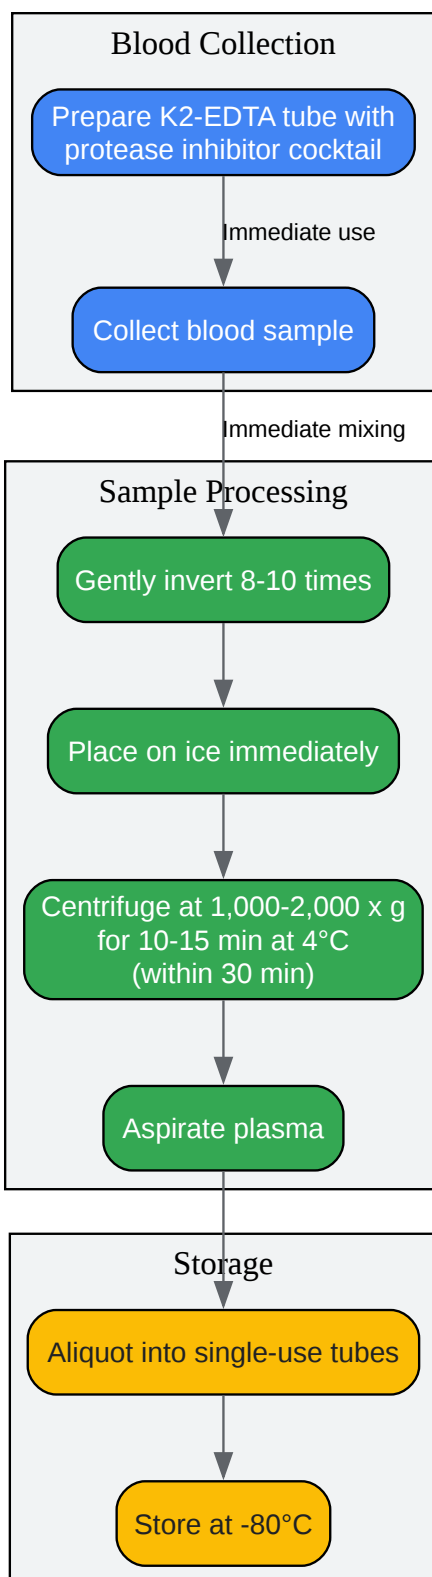 Blood Collection
Prepare K2-EDTA tube with
protease inhibitor cocktail
Immediate use
Collect blood sample
Immediate mixing
Sample Processing
Gently invert 8-10 times
Place on ice immediately
Centrifuge at 1,000-2,000 x g
for 10-15 min at 4°C
(within 30 min)
Aspirate plasma
Storage
Aliquot into single-use tubes
Store at -80°C